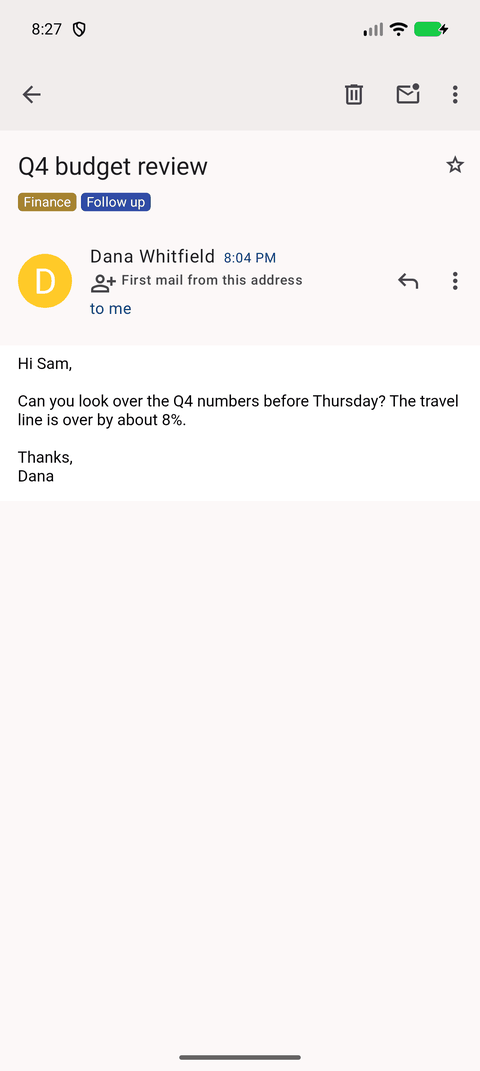 8:27
Q4 budget review
Finance Follow up
D
Dana Whitfield 8:04 PM
First mail from this address
to me
Hi Sam,
Can you look over the Q4 numbers before Thursday? The travel
line is over by about 8%.
Thanks,
Dana